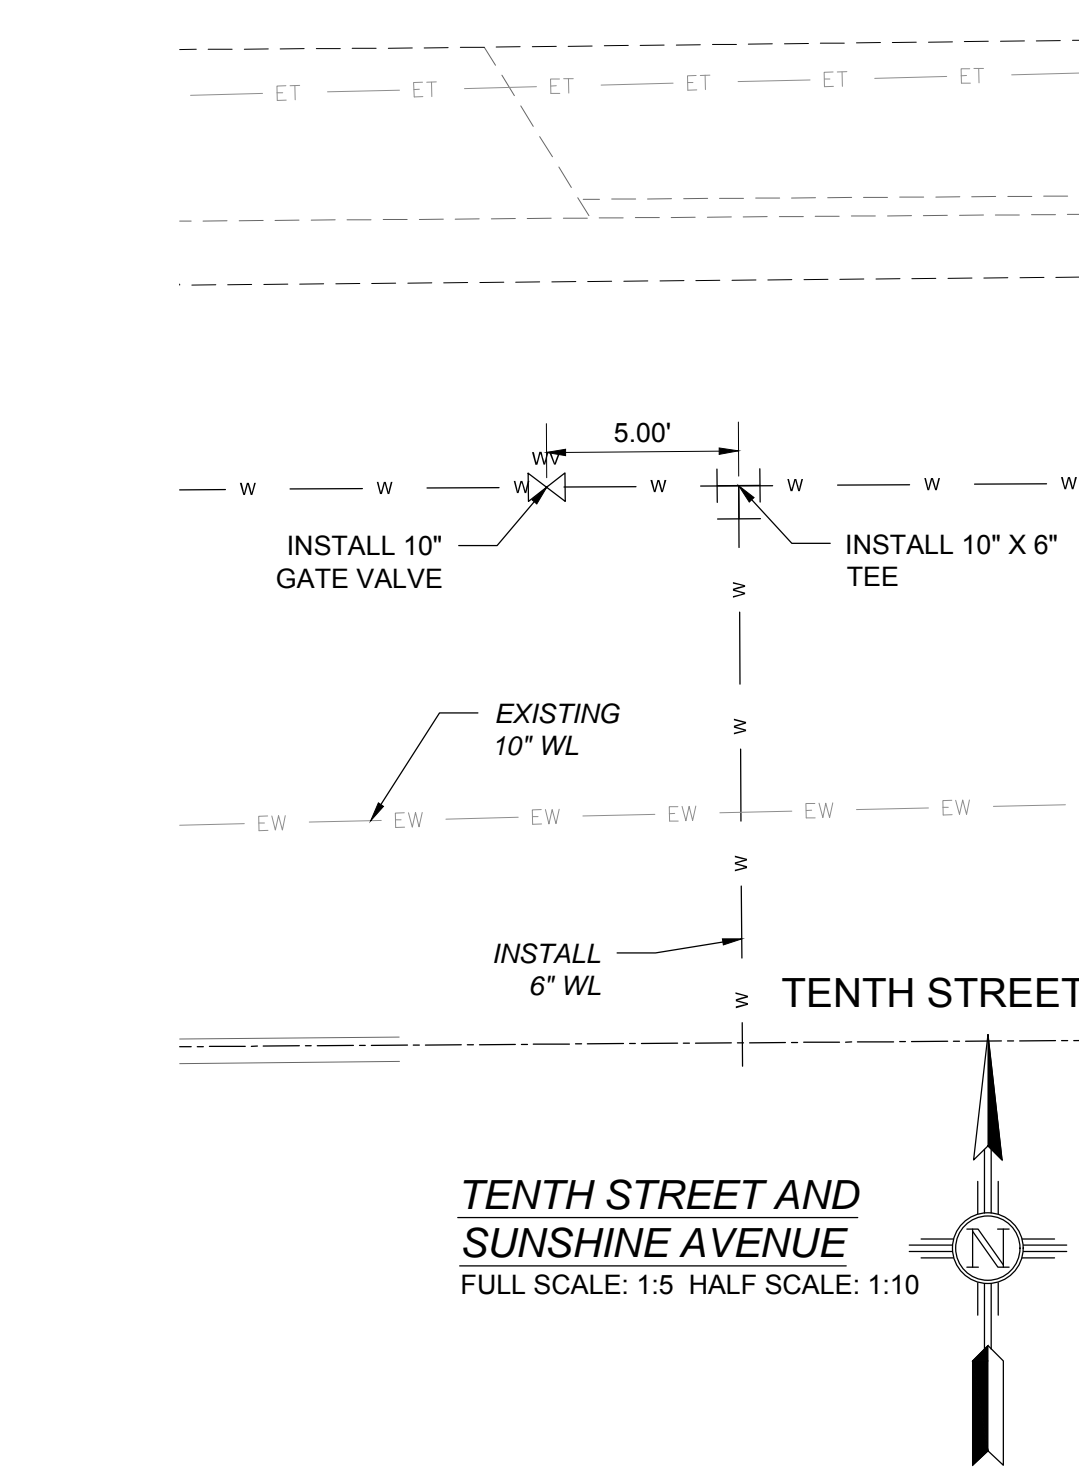 ET ET ET ET ET ET
5.00'
WV
W W W W W W W
INSTALL 10"
GATE VALVE
INSTALL 10" X 6"
TEE
W
W
EXISTING
10" WL
EW EW EW EW EW EW
W
INSTALL
6" WL
W
TENTH STREET
TENTH STREET AND
SUNSHINE AVENUE
FULL SCALE: 1:5 HALF SCALE: 1:10
N